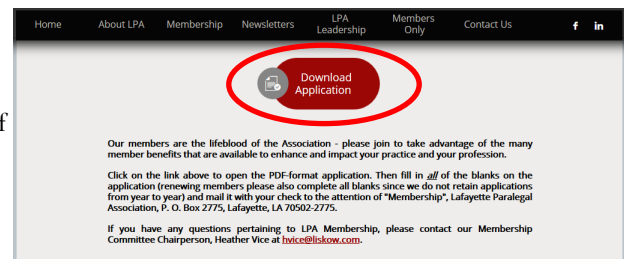 Home About LPA Membership Newsletters LPA Leadership Members Only Contact Us f in
Download
Application
f
Our members are the lifeblood of the Association - please join to take advantage of the many
member benefits that are available to enhance and impact your practice and your profession.
Click on the link above to open the PDF-format application. Then fill in all of the blanks on the
application (renewing members please also complete all blanks since we do not retain applications
from year to year) and mail it with your check to the attention of "Membership", Lafayette Paralegal
Association, P. O. Box 2775, Lafayette, LA 70502-2775.
If you have any questions pertaining to LPA Membership, please contact our Membership
Committee Chairperson, Heather Vice at hvice@liskow.com.